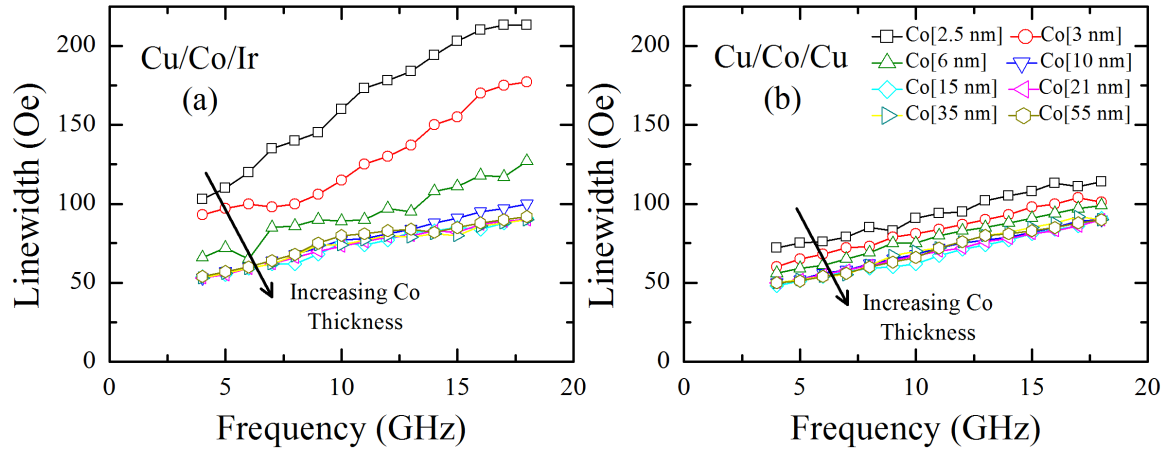 Cu/Co/Ir
(a)
Linewidth (Oe)
200
150
100
50
0
0
5
10
15
20
Frequency (GHz)
Increasing Co
Thickness
Cu/Co/Cu
(b)
Co[2.5 nm] Co[3 nm]
Co[6 nm] Co[10 nm]
Co[15 nm] Co[21 nm]
Co[35 nm] Co[55 nm]
Linewidth (Oe)
200
150
100
50
0
0
5
10
15
20
Frequency (GHz)
Increasing Co
Thickness